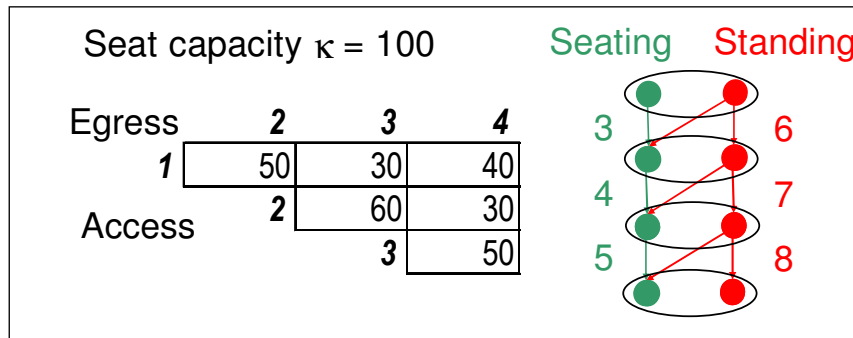 Seat capacity κ = 100
Seating Standing
Egress 2 3 4
1 50 30 40
Access 2 60 30
3 50
3 6
4 7
5 8